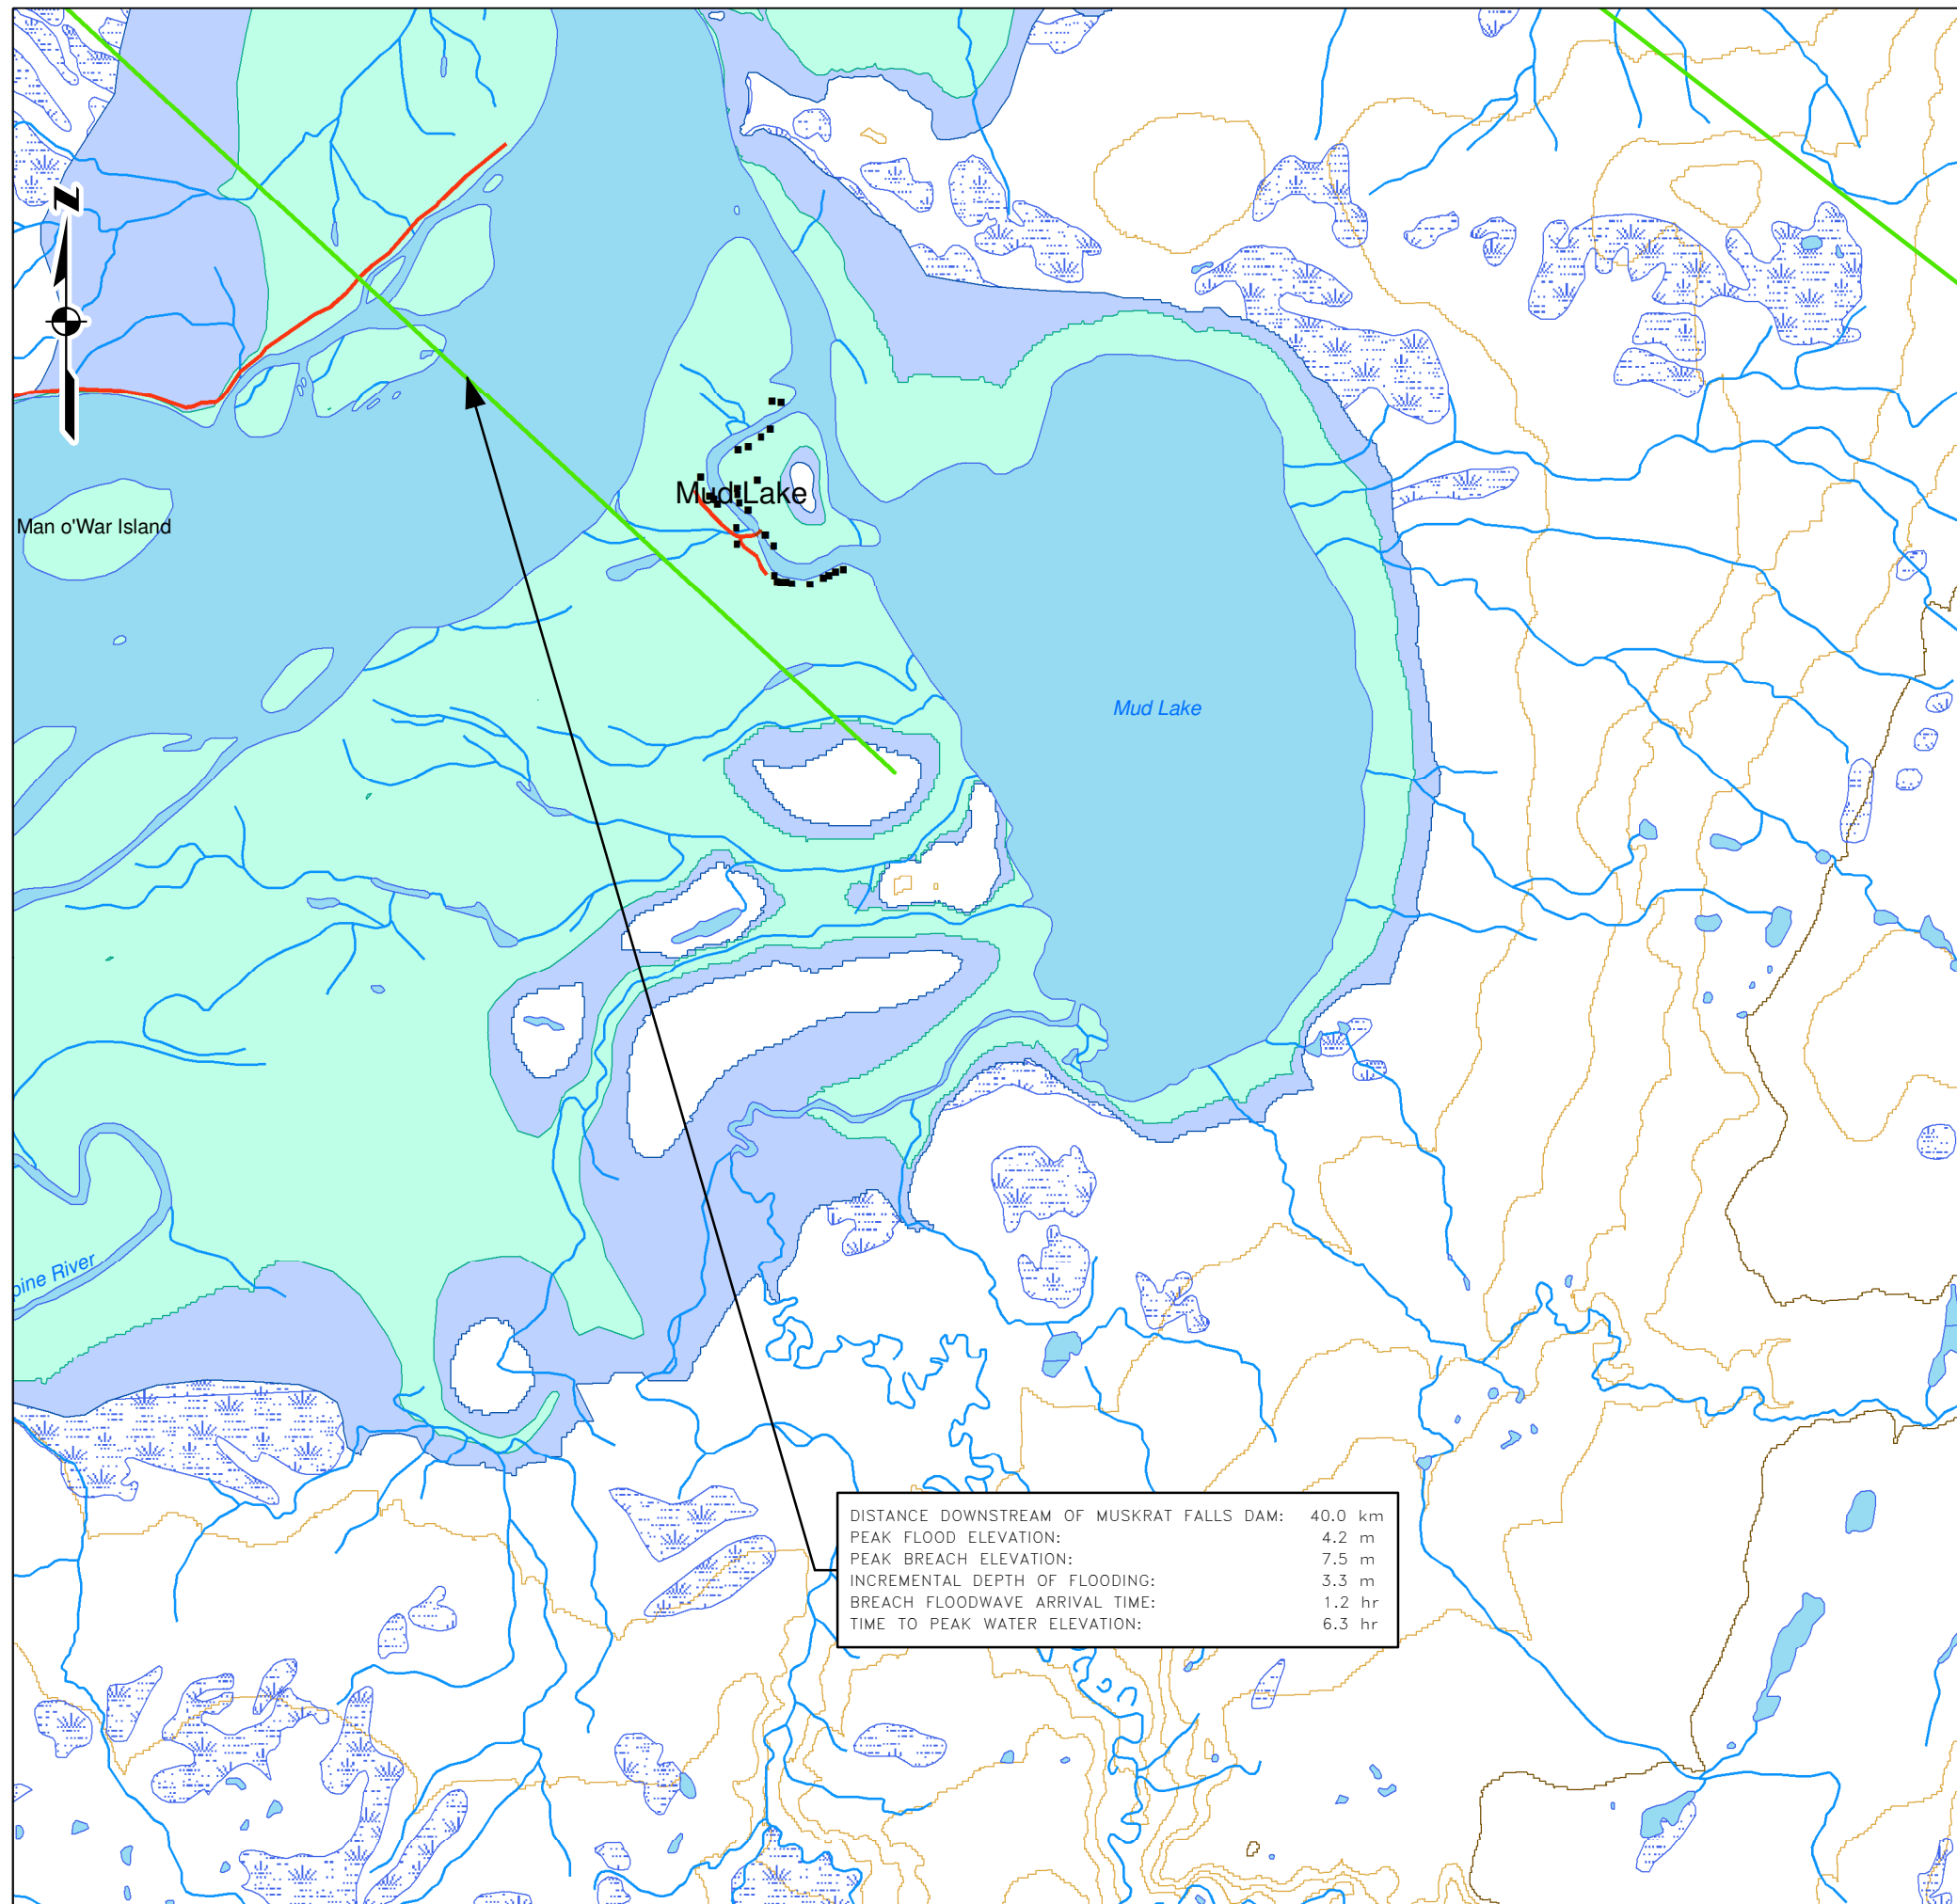 N
Mud Lake
Man o'War Island
Mud Lake
pine River
DISTANCE DOWNSTREAM OF MUSKRAT FALLS DAM: 40.0 km
PEAK FLOOD ELEVATION: 4.2 m
PEAK BREACH ELEVATION: 7.5 m
INCREMENTAL DEPTH OF FLOODING: 3.3 m
BREACH FLOODWAVE ARRIVAL TIME: 1.2 hr
TIME TO PEAK WATER ELEVATION: 6.3 hr